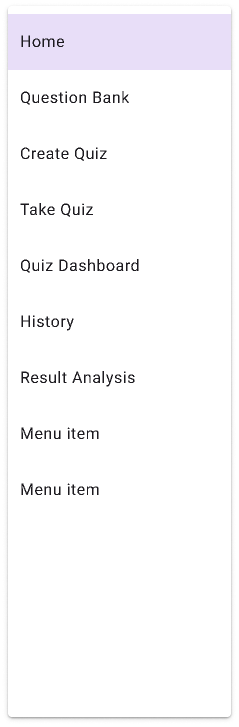 Home
Question Bank
Create Quiz
Take Quiz
Quiz Dashboard
History
Result Analysis
Menu item
Menu item